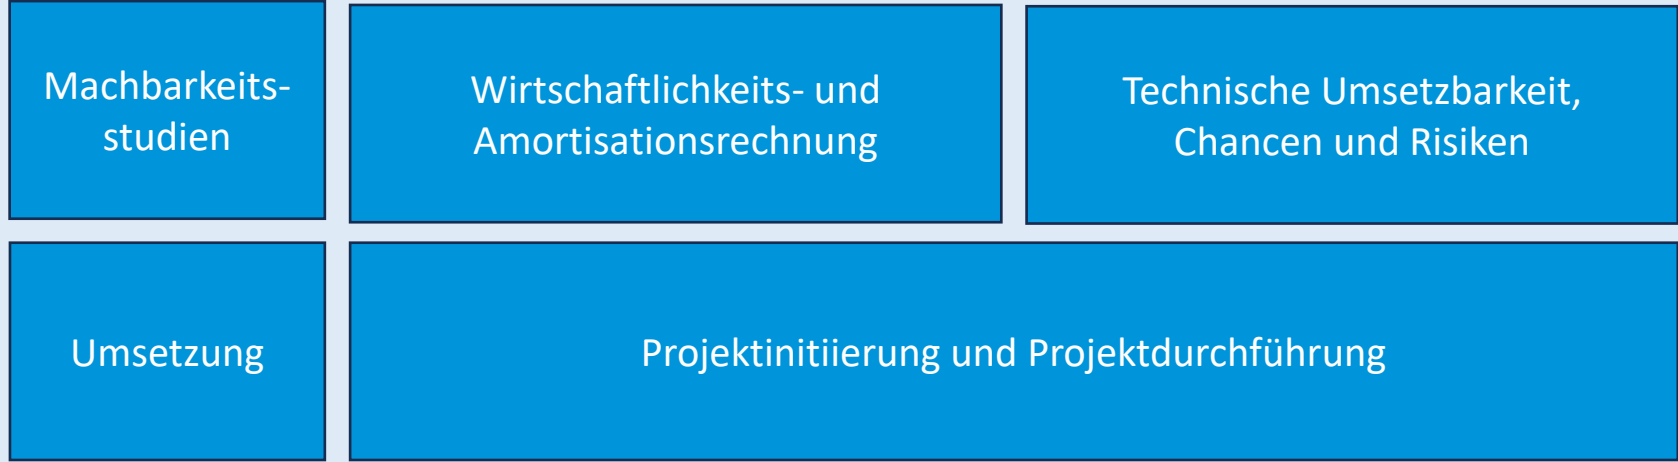 Machbarkeits-
studien
Wirtschaftlichkeits- und
Amortisationsrechnung
Technische Umsetzbarkeit,
Chancen und Risiken
Umsetzung
Projektinitiierung und Projektdurchführung